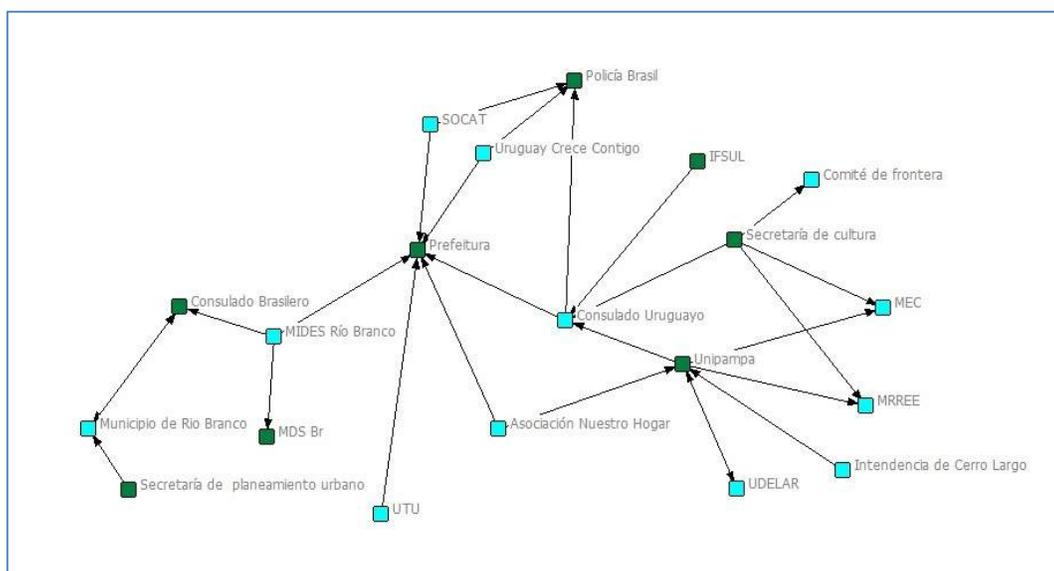 Policía Brasil
SOCAT
Uruguay Crece Contigo
IFSUL
Comité de frontera
Secretaría de cultura
Prefeitura
Consulado Brasilero
MEC
Consulado Uruguayo
MIDES Río Branco
Unipampa
MRREE
Municipio de Rio Branco
Asociación Nuestro Hogar
MDS Br
Intendencia de Cerro Largo
Secretaría de planeamiento urbano
UDELAR
UTU